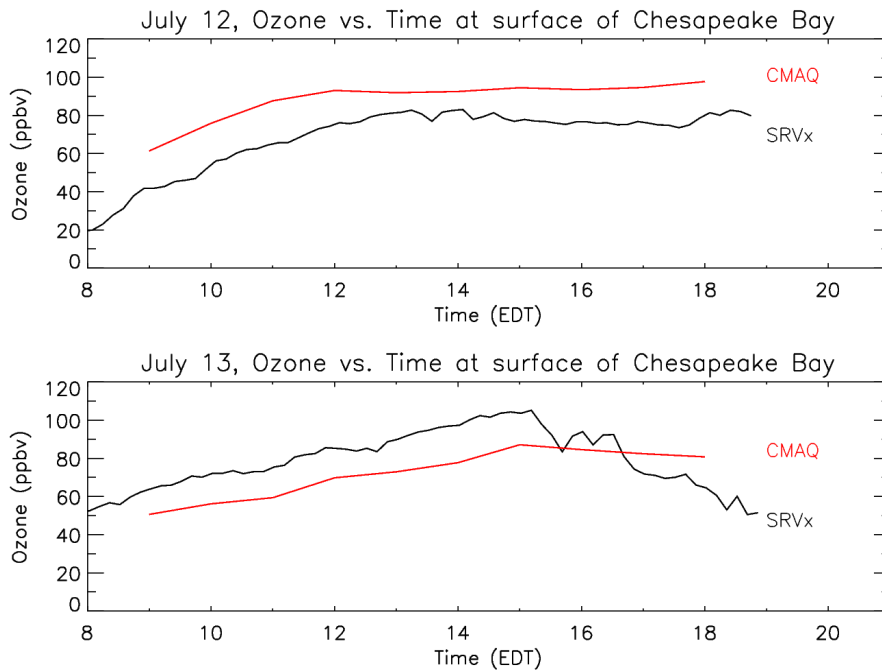 July 12, Ozone vs. Time at surface of Chesapeake Bay
Ozone (ppbv)
120
100
80
60
40
20
0
CMAQ
SRVx
8 10 12 14 16 18 20
Time (EDT)
July 13, Ozone vs. Time at surface of Chesapeake Bay
Ozone (ppbv)
120
100
80
60
40
20
0
CMAQ
SRVx
8 10 12 14 16 18 20
Time (EDT)